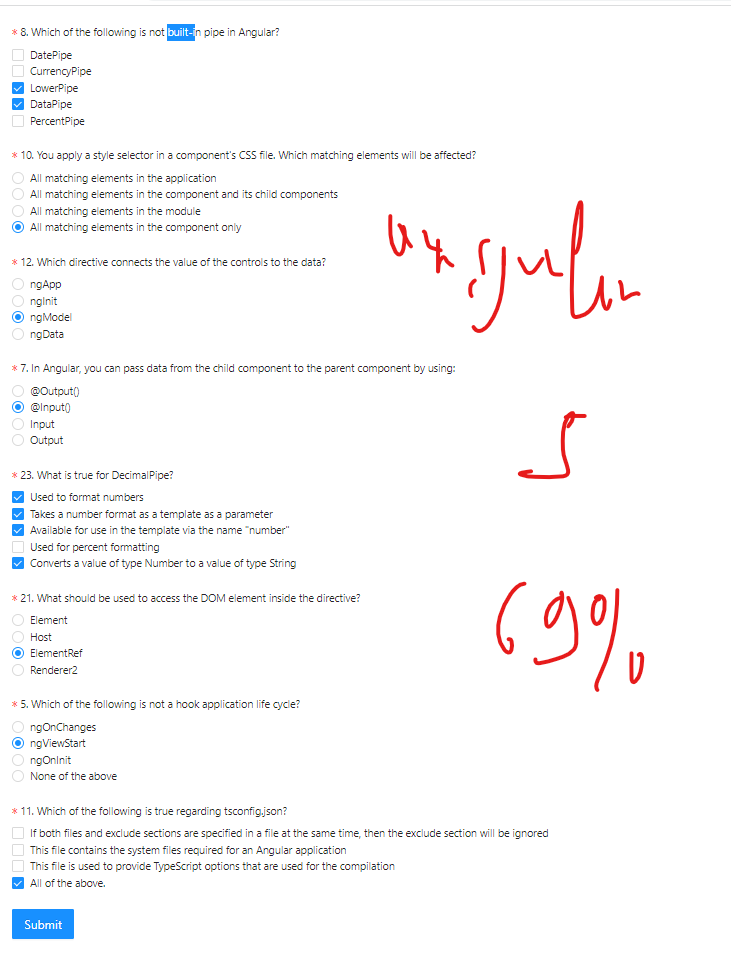 * 8. Which of the following is not built-in pipe in Angular?
DatePipe
CurrencyPipe
LowerPipe
DataPipe
PercentPipe
* 10. You apply a style selector in a component's CSS file. Which matching elements will be affected?
All matching elements in the application
All matching elements in the component and its child components
All matching elements in the module
All matching elements in the component only
* 12. Which directive connects the value of the controls to the data?
ngApp
ngInit
ngModel
ngData
* 7. In Angular, you can pass data from the child component to the parent component by using:
@Output()
@Input()
Input
Output
5
* 23. What is true for DecimalPipe?
Used to format numbers
Takes a number format as a template as a parameter
Available for use in the template via the name "number"
Used for percent formatting
Converts a value of type Number to a value of type String
* 21. What should be used to access the DOM element inside the directive?
Element
Host
ElementRef
Renderer2
69%
* 5. Which of the following is not a hook application life cycle?
ngOnChanges
ngViewStart
ngOnInit
None of the above
* 11. Which of the following is true regarding tsconfig.json?
If both files and exclude sections are specified in a file at the same time, then the exclude section will be ignored
This file contains the system files required for an Angular application
This file is used to provide TypeScript options that are used for the compilation
All of the above.
Submit